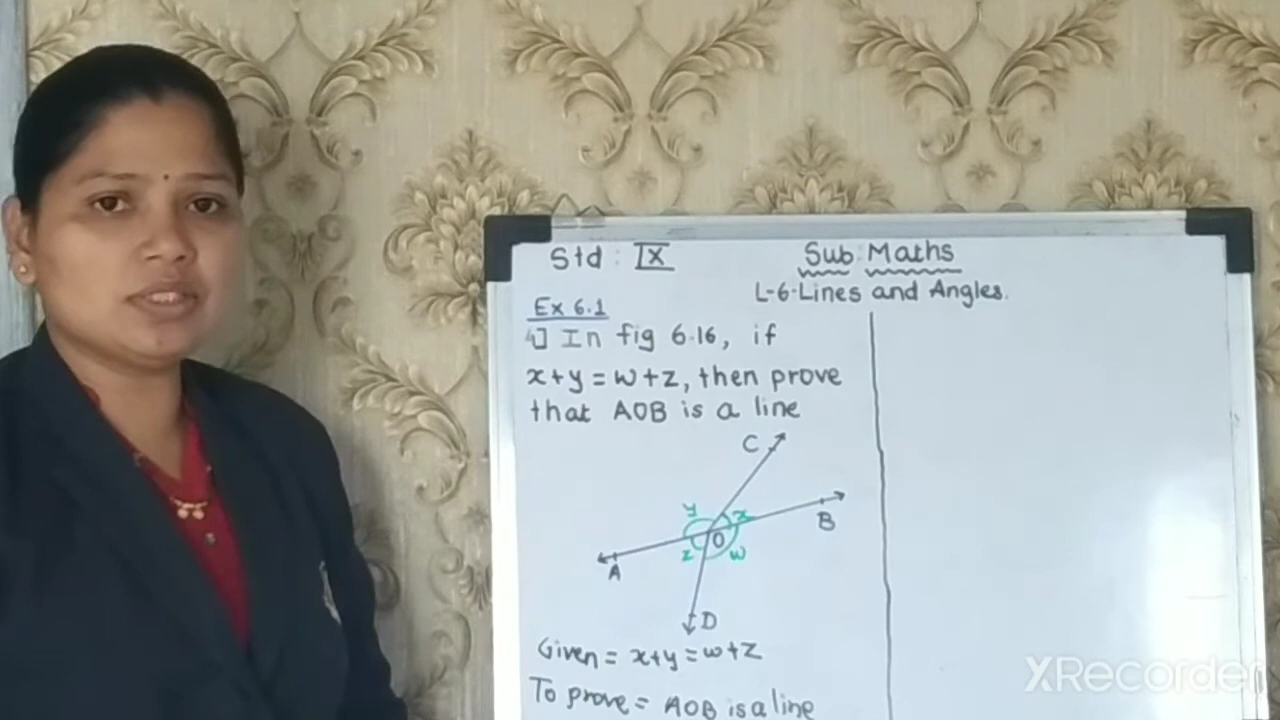 Std : IX
Sub: Maths
L-6-Lines and Angles.
Ex 6.1
4] In fig 6.16, if
x+y = w+z, then prove
that AOB is a line
C
y
x
B
O
z
w
A
D
Given = x+y = w+z
To prove = AOB is a line
XRecorder